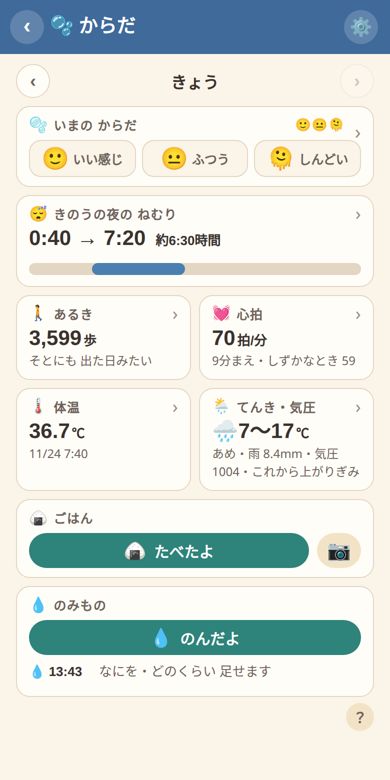 からだ
きょう
いまの からだ
いい感じ
ふつう
しんどい
きのうの夜の ねむり
0:40 → 7:20 約6:30時間
あるき
3,599歩
そとにも 出た日みたい
心拍
70拍/分
9分まえ・しずかなとき 59
体温
36.7℃
11/24 7:40
てんき・気圧
7〜17℃
あめ・雨 8.4mm・気圧
1004・これから上がりぎみ
ごはん
たべたよ
のみもの
のんだよ
13:43 なにを・どのくらい 足せます
?